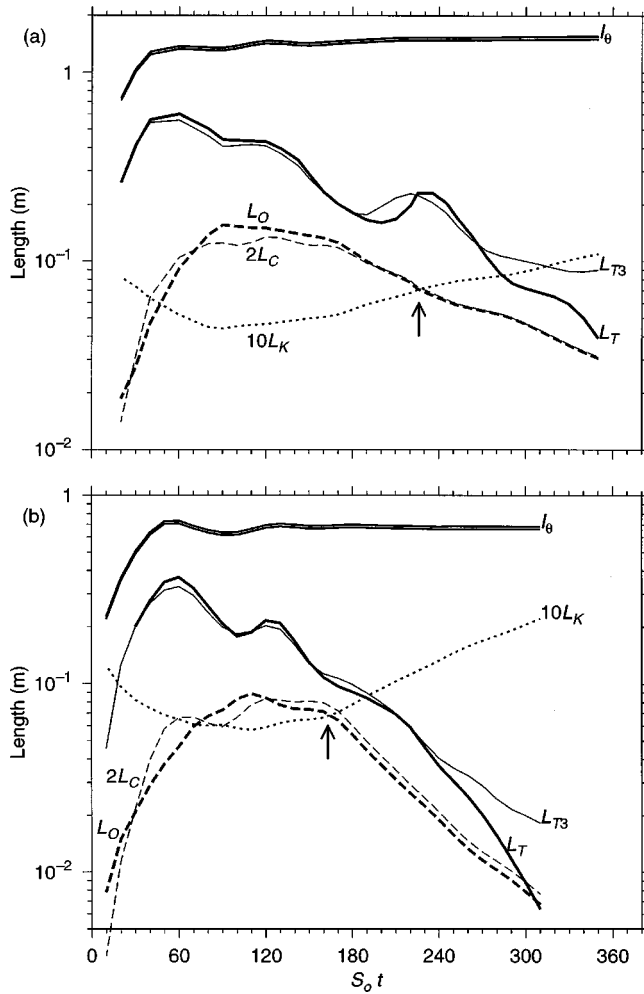 (a)
l_θ
1
L_O
2L_C
Length (m)
10⁻¹
L_T3
10L_K
L_T
10⁻²
(b)
1
l_θ
10L_K
Length (m)
10⁻¹
2L_C
L_O
L_T3
L_T
10⁻²
0 60 120 180 240 300 360
S_o t